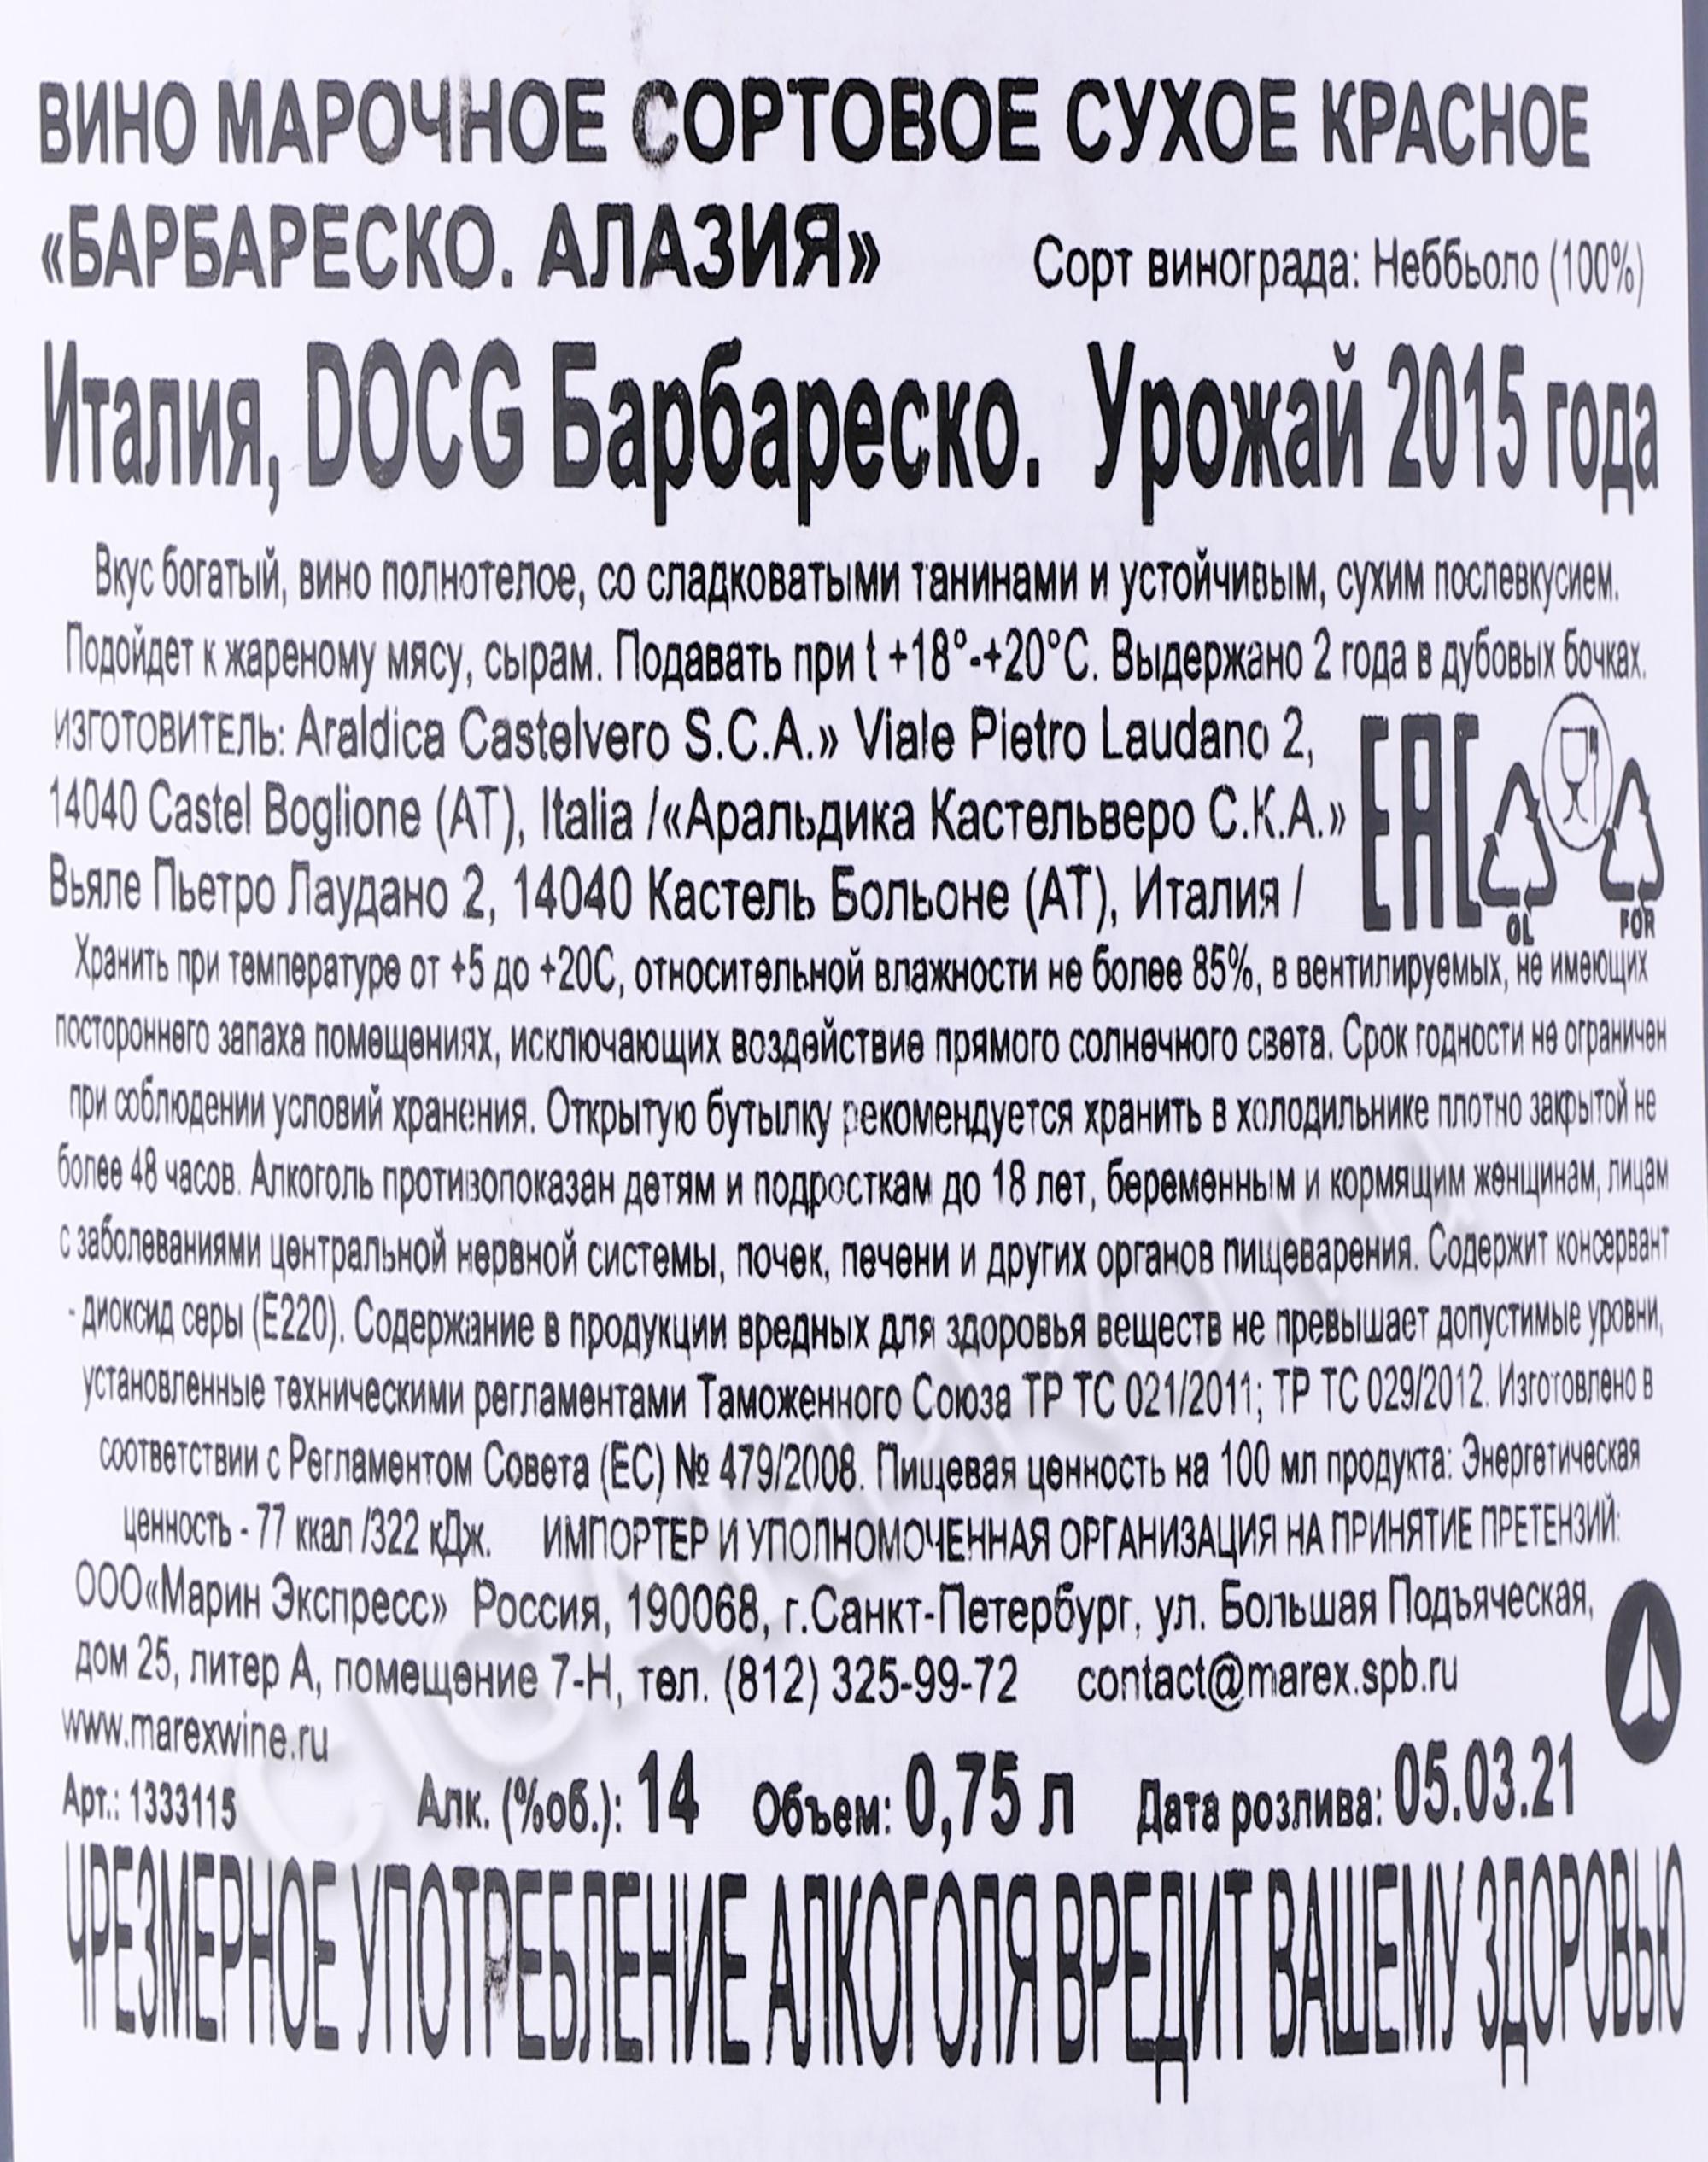 ВИНО МАРОЧНОЕ СОРТОВОЕ СУХОЕ КРАСНОЕ
«БАРБАРЕСКО. АЛАЗИЯ» Сорт винограда: Неббьоло (100%)
Италия, DOCG Барбареско. Урожай 2015 года
Вкус богатый, вино полнотелое, со сладковатыми танинами и устойчивым, сухим послевкусием.
Подойдет к жареному мясу, сырам. Подавать при t +18°-+20°С. Выдержано 2 года в дубовых бочках.
ИЗГОТОВИТЕЛЬ: Araldica Castelvero S.C.A.» Viale Pietro Laudano 2,
14040 Castel Boglione (AT), Italia /«Аральдика Кастельверо С.К.А.»
Вьяле Пьетро Лаудано 2, 14040 Кастель Больоне (АТ), Италия /
EAC
GL FOR
Хранить при температуре от +5 до +20С, относительной влажности не более 85%, в вентилируемых, не имеющих
постороннего запаха помещениях, исключающих воздействие прямого солнечного света. Срок годности не ограничен
при соблюдении условий хранения. Открытую бутылку рекомендуется хранить в холодильнике плотно закрытой не
более 48 часов. Алкоголь противопоказан детям и подросткам до 18 лет, беременным и кормящим женщинам, лицам
с заболеваниями центральной нервной системы, почек, печени и других органов пищеварения. Содержит консервант
- диоксид серы (Е220). Содержание в продукции вредных для здоровья веществ не превышает допустимые уровни,
установленные техническими регламентами Таможенного Союза ТР ТС 021/2011; ТР ТС 029/2012. Изготовлено в
соответствии с Регламентом Совета (ЕС) № 479/2008. Пищевая ценность на 100 мл продукта: Энергетическая
ценность - 77 ккал /322 кДж. ИМПОРТЕР И УПОЛНОМОЧЕННАЯ ОРГАНИЗАЦИЯ НА ПРИНЯТИЕ ПРЕТЕНЗИЙ:
ООО«Марин Экспресс» Россия, 190068, г.Санкт-Петербург, ул. Большая Подъяческая,
дом 25, литер А, помещение 7-Н, тел. (812) 325-99-72 contact@marex.spb.ru
www.marexwine.ru
Арт.: 1333115 Алк. (%об.): 14 Объем: 0,75 л Дата розлива: 05.03.21
ЧРЕЗМЕРНОЕ УПОТРЕБЛЕНИЕ АЛКОГОЛЯ ВРЕДИТ ВАШЕМУ ЗДОРОВЬЮ
CIGARPRO.ru